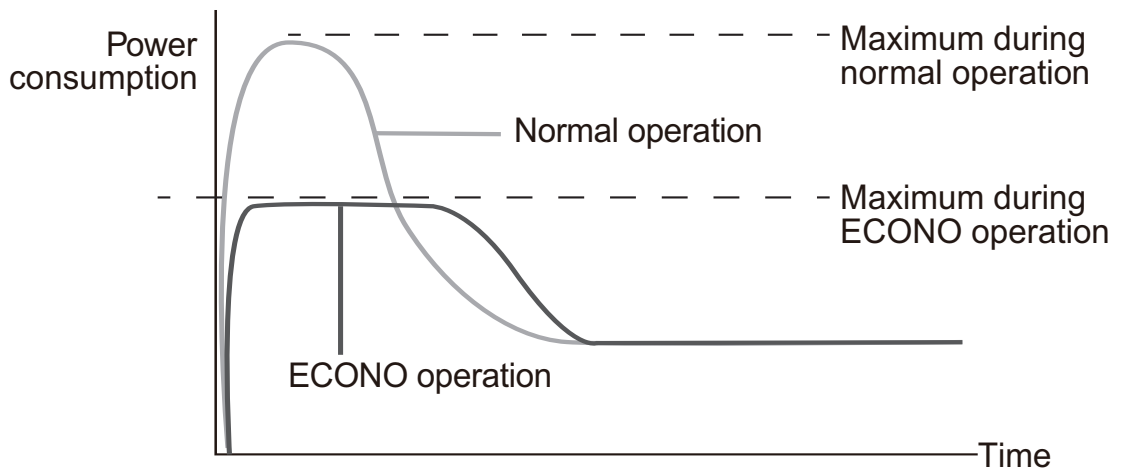 Power
consumption
Maximum during
normal operation
Normal operation
Maximum during
ECONO operation
ECONO operation
Time